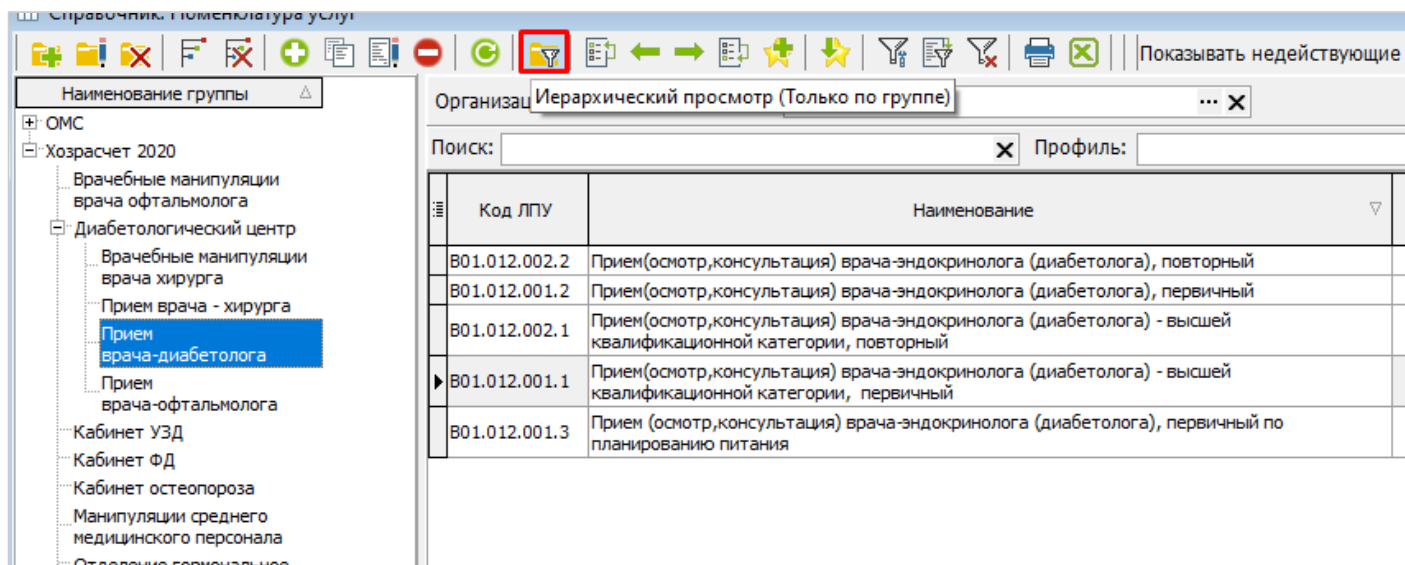 Справочник: Номенклатура услуг
Показывать недействующие
Наименование группы
ОМС
Хозрасчет 2020
Врачебные манипуляции
врача офтальмолога
Диабетологический центр
Врачебные манипуляции
врача хирурга
Прием врача - хирурга
Прием
врача-диабетолога
Прием
врача-офтальмолога
Кабинет УЗД
Кабинет ФД
Кабинет остеопороза
Манипуляции среднего
медицинского персонала
Отделение
Иерархический просмотр (Только по группе)
Поиск:
Профиль:
Код ЛПУ
Наименование
B01.012.002.2 Прием(осмотр,консультация) врача-эндокринолога (диабетолога), повторный
B01.012.001.2 Прием(осмотр,консультация) врача-эндокринолога (диабетолога), первичный
B01.012.002.1 Прием(осмотр,консультация) врача-эндокринолога (диабетолога) - высшей
квалификационной категории, повторный
B01.012.001.1 Прием(осмотр,консультация) врача-эндокринолога (диабетолога) - высшей
квалификационной категории, первичный
B01.012.001.3 Прием (осмотр,консультация) врача-эндокринолога (диабетолога), первичный по
планированию питания